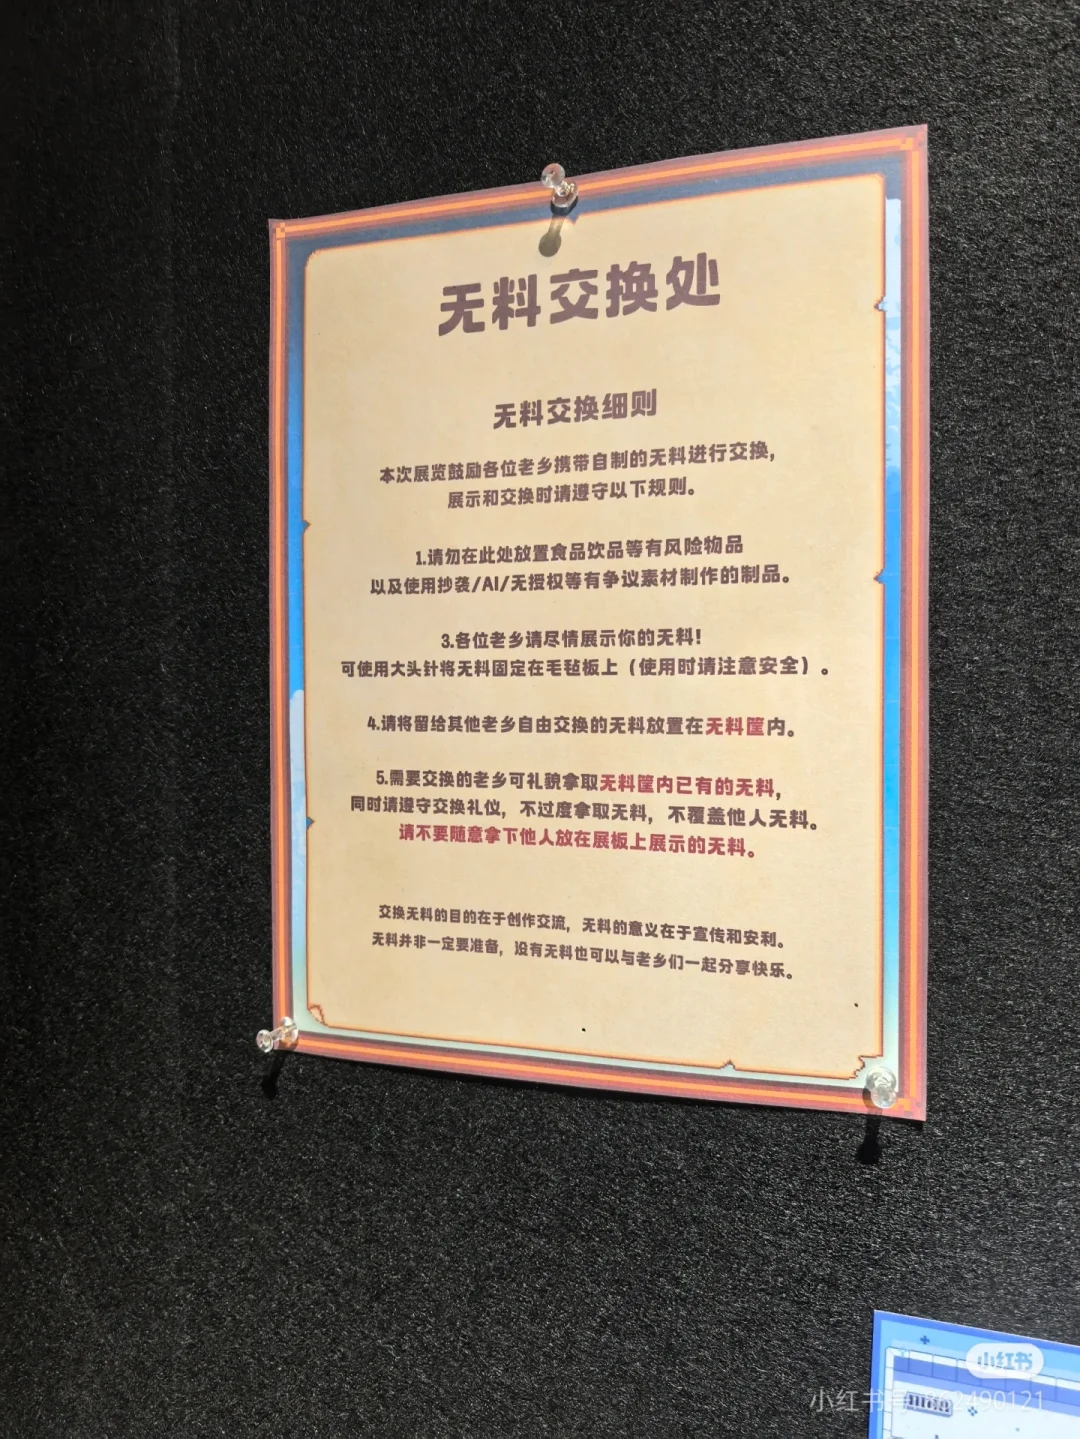 无料交换处
无料交换细则
本次展览鼓励各位老乡携带自制的无料进行交换，
展示和交换时请遵守以下规则。
1.请勿在此处放置食品饮品等有风险物品
以及使用抄袭/AI/无授权等有争议素材制作的制品。
3.各位老乡请尽情展示你的无料！
可使用大头针将无料固定在毛毡板上（使用时请注意安全）。
4.请将留给其他老乡自由交换的无料放置在无料筐内。
5.需要交换的老乡可礼貌拿取无料筐内已有的无料，
同时请遵守交换礼仪，不过度拿取无料，不覆盖他人无料。
请不要随意拿下他人放在展板上展示的无料。
交换无料的目的在于创作交流，无料的意义在于宣传和安利。
无料并非一定要准备，没有无料也可以与老乡们一起分享快乐。
小红书